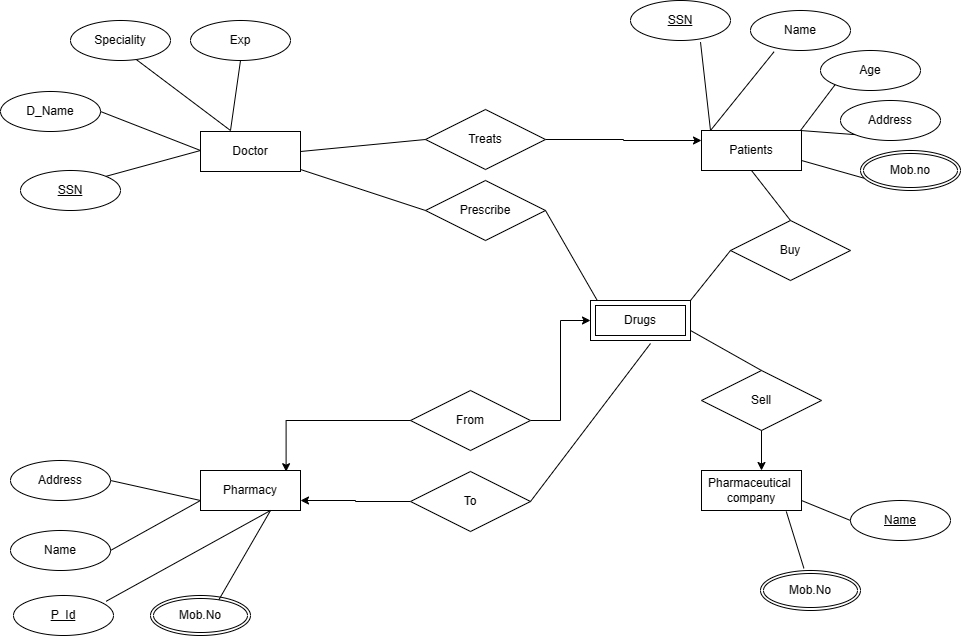 SSN
Name
Speciality
Exp
Age
D_Name
Address
Doctor
Treats
Patients
Mob.no
SSN
Prescribe
Buy
Drugs
Sell
From
Address
Pharmacy
Pharmaceutical
company
To
Name
Name
Mob.No
P_Id
Mob.No